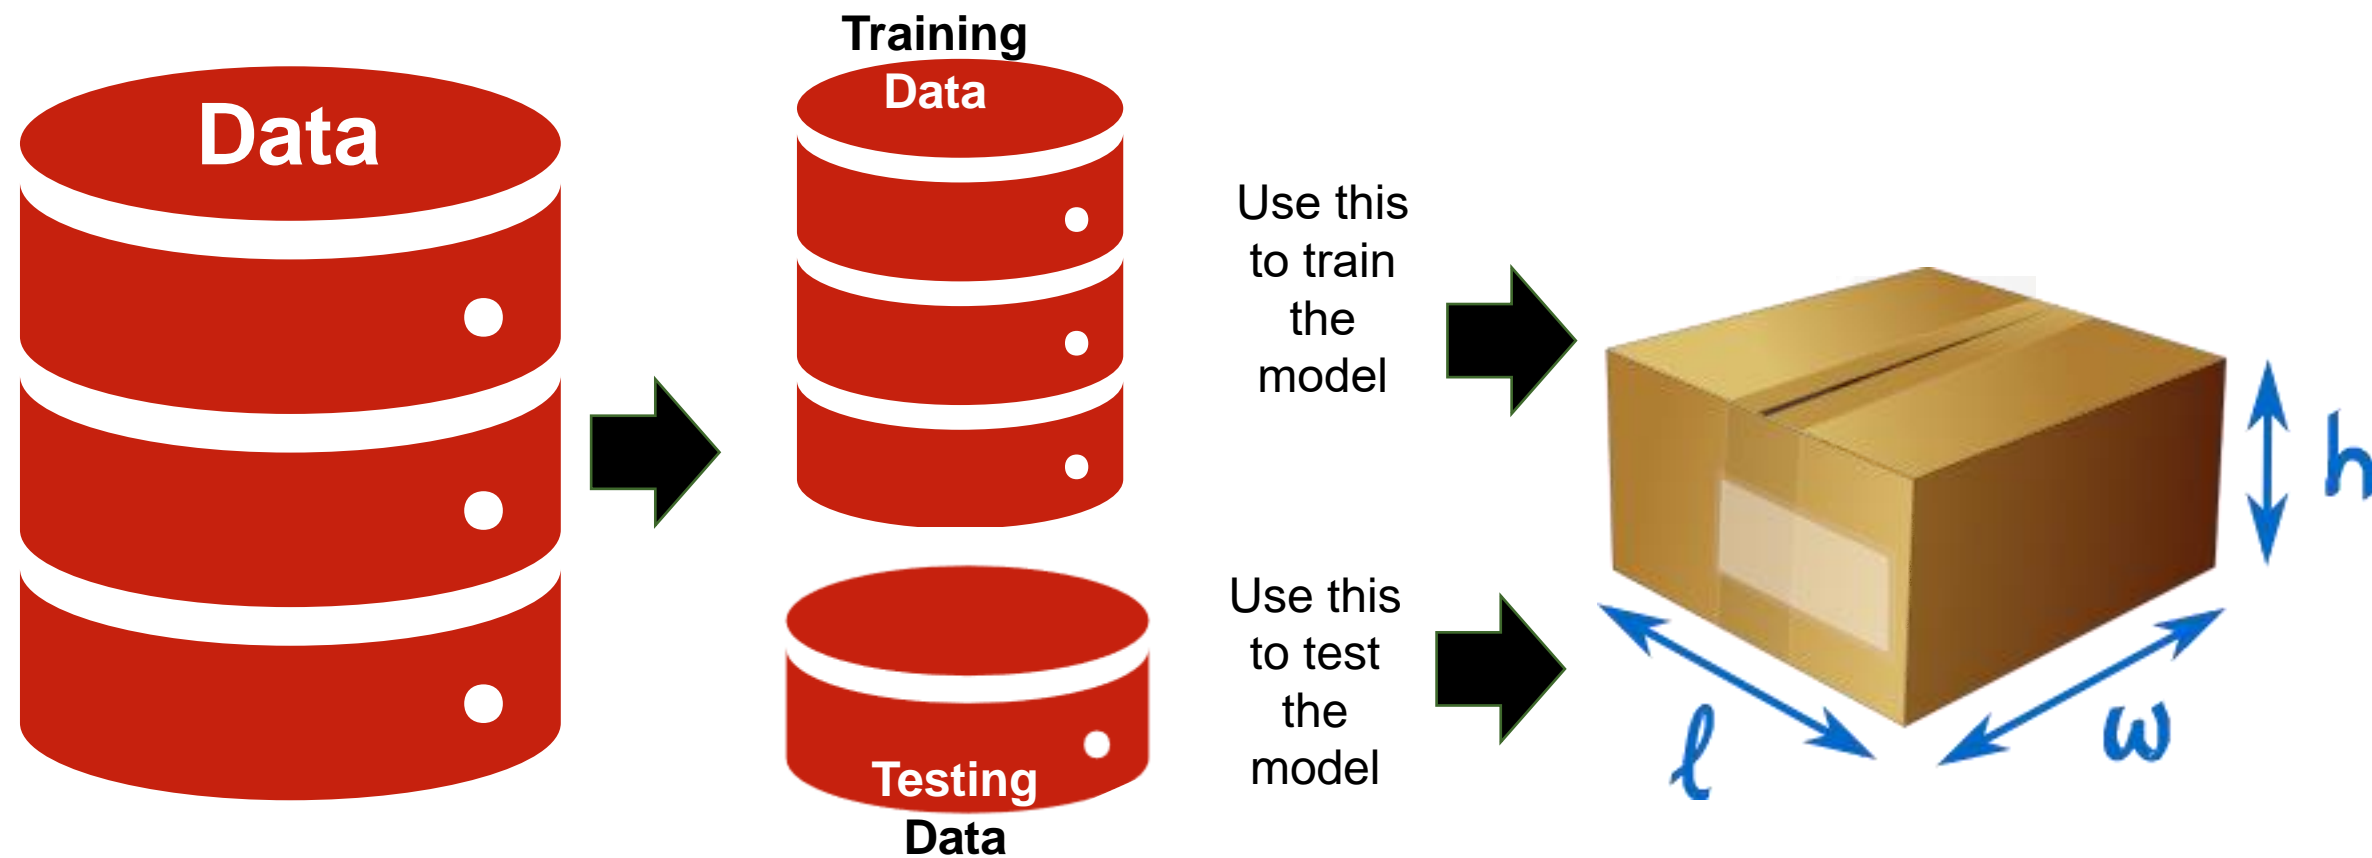 Data
Training
Data
Use this
to train
the
model
Testing
Data
Use this
to test
the
model
h
l
w